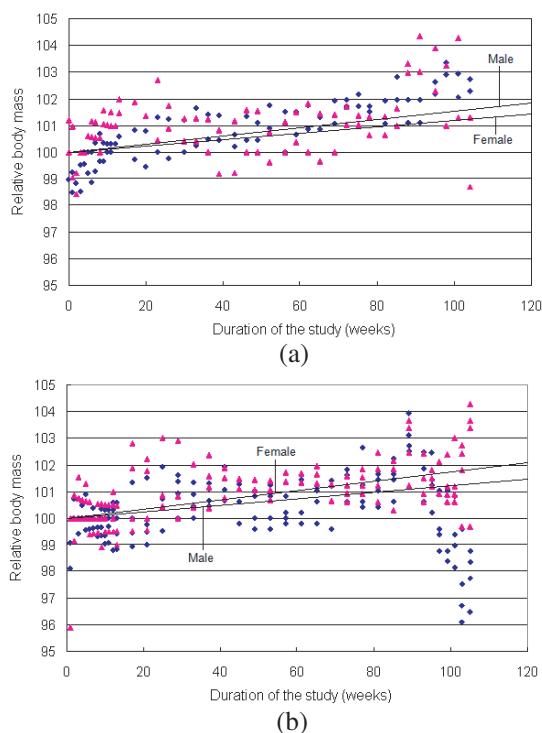 105
104
103
102
101
100
99
98
97
96
95
Relative body mass
Male
Female
0 20 40 60 80 100 120
Duration of the study (weeks)
(a)
105
104
103
102
101
100
99
98
97
96
95
Relative body mass
Female
Male
0 20 40 60 80 100 120
Duration of the study (weeks)
(b)